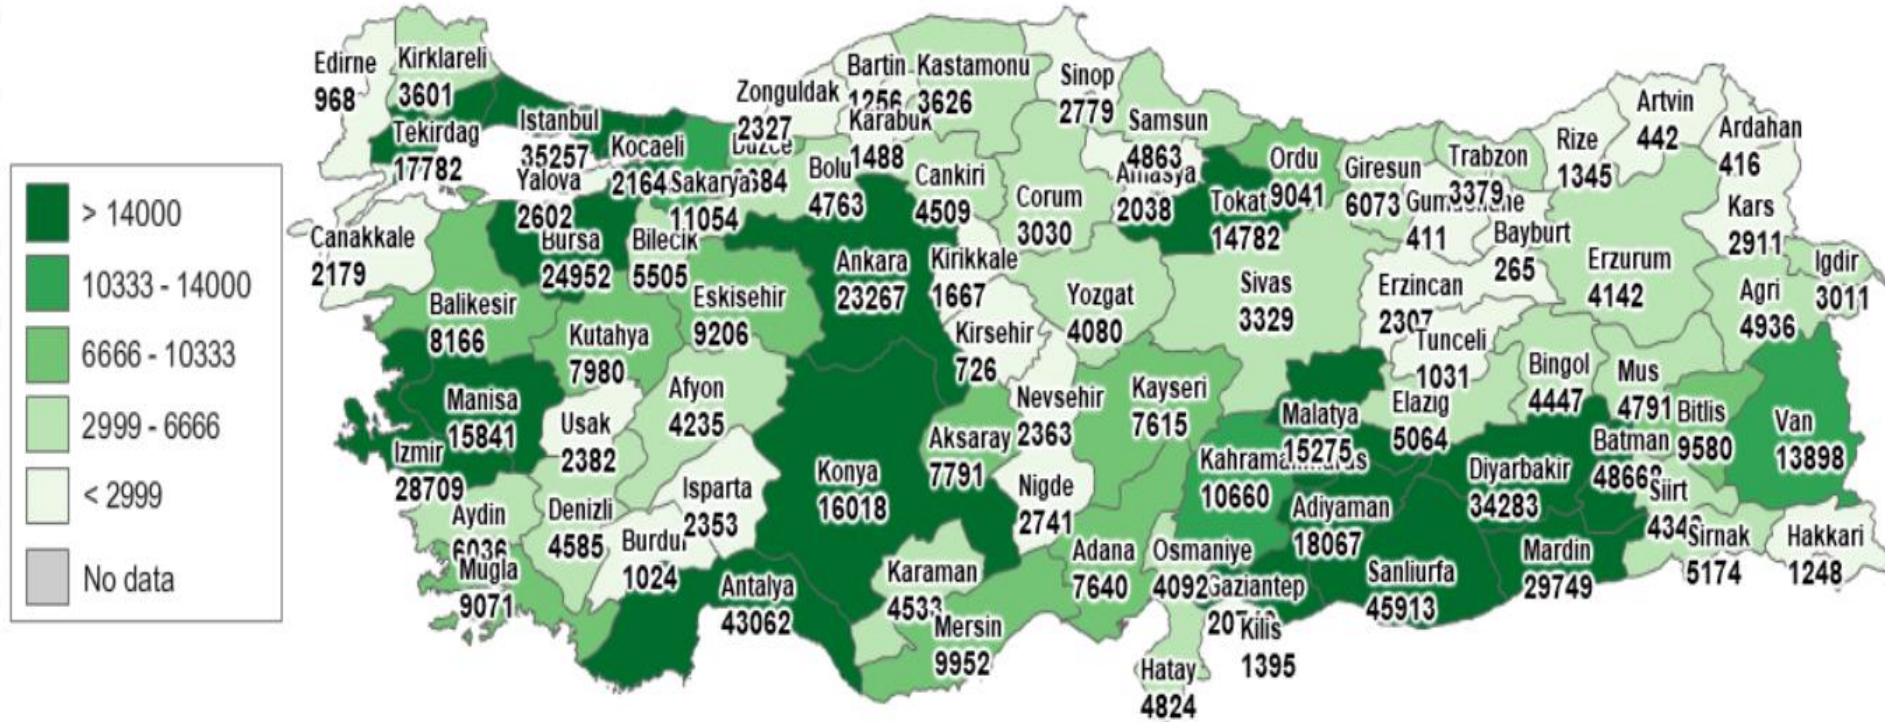 > 14000
10333 - 14000
6666 - 10333
2999 - 6666
< 2999
No data
Edirne
968
Kirklareli
3601
Tekirdag
17782
Istanbul
35257
Kocaeli
Yalova
2602
Sakarya
11054
Zonguldak
2327
Bartin
1256
Karabuk
1488
Kastamonu
3626
Sinop
2779
Samsun
4863
Amasya
2038
Tokat
14782
Ordu
9041
Giresun
6073
Trabzon
3379
411
Rize
1345
Artvin
442
Ardahan
416
Kars
2911
Igdir
3011
Bayburt
265
Erzurum
4142
Agri
4936
Canakkale
2179
Balikesir
8166
Bursa
24952
Bilecik
5505
Bolu
4763
Cankiri
4509
Corum
3030
Ankara
23267
Kirikkale
1667
Yozgat
4080
Sivas
3329
Erzincan
2307
Tunceli
1031
Eskisehir
9206
Kutahya
7980
Kirsehir
726
Manisa
15841
Usak
2382
Afyon
4235
Nevsehir
2363
Aksaray
7791
Kayseri
7615
Malatya
15275
Elazig
5064
Bingol
4447
Mus
4791
Bitlis
9580
Van
13898
Izmir
28709
Aydin
6036
Denizli
4585
Burdur
1024
Isparta
2353
Konya
16018
Nigde
2741
10660
Adiyaman
18067
Diyarbakir
34283
Batman
Siirt
Sirnak
5174
Hakkari
1248
Mardin
29749
Sanliurfa
45913
Gaziantep
Kilis
1395
Osmaniye
4092
Adana
7640
Hatay
4824
Mersin
9952
Karaman
4533
Antalya
43062
Mugla
9071